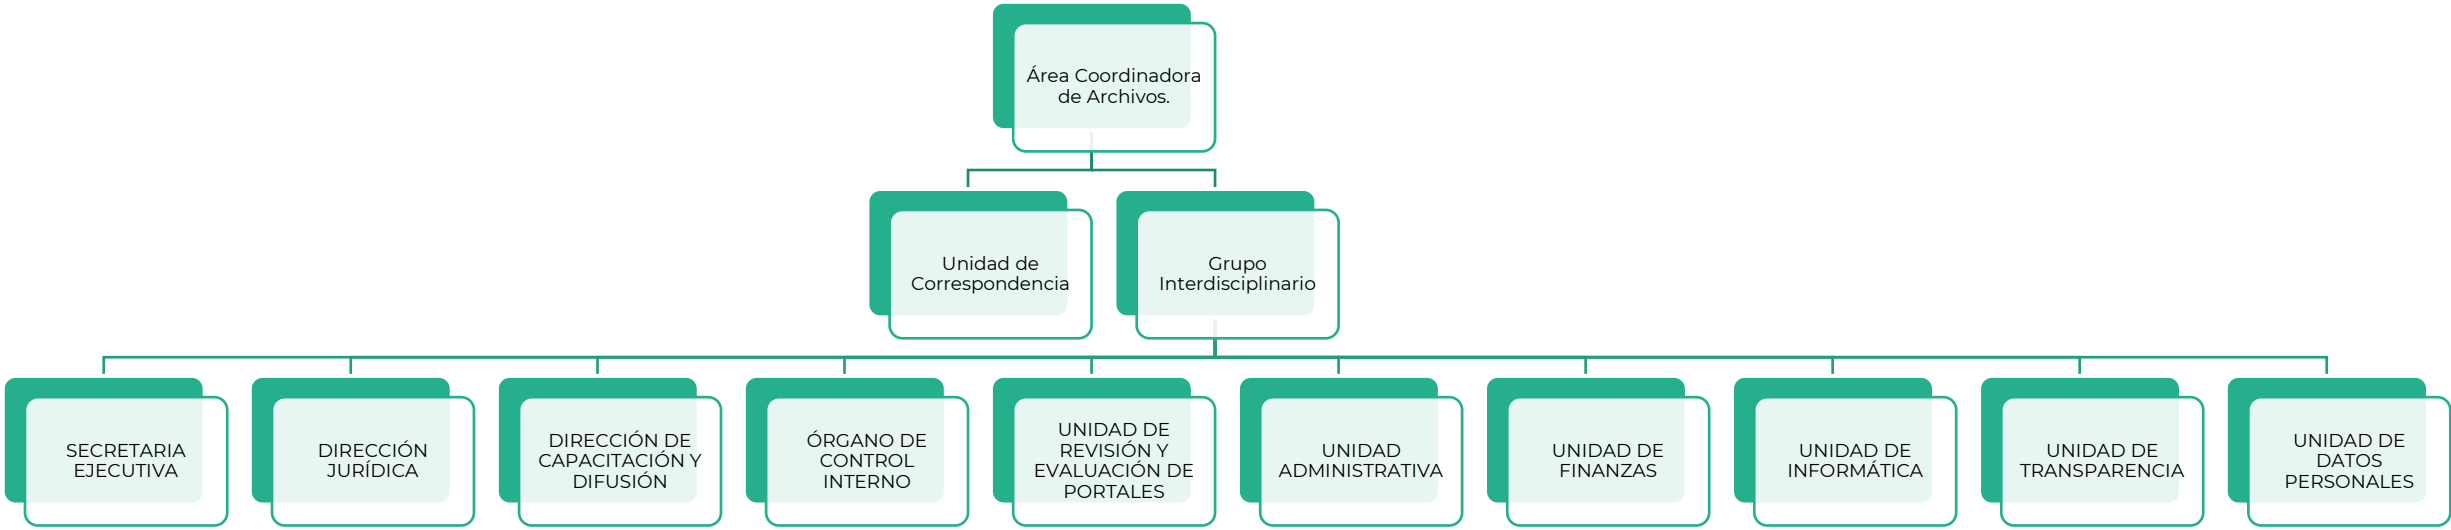 Área Coordinadora
de Archivos.
Unidad de
Correspondencia
Grupo
Interdisciplinario
SECRETARIA
EJECUTIVA
DIRECCIÓN
JURÍDICA
DIRECCIÓN DE
CAPACITACIÓN Y
DIFUSIÓN
ÓRGANO DE
CONTROL
INTERNO
UNIDAD DE
REVISIÓN Y
EVALUACIÓN DE
PORTALES
UNIDAD
ADMINISTRATIVA
UNIDAD DE
FINANZAS
UNIDAD DE
INFORMÁTICA
UNIDAD DE
TRANSPARENCIA
UNIDAD DE
DATOS
PERSONALES